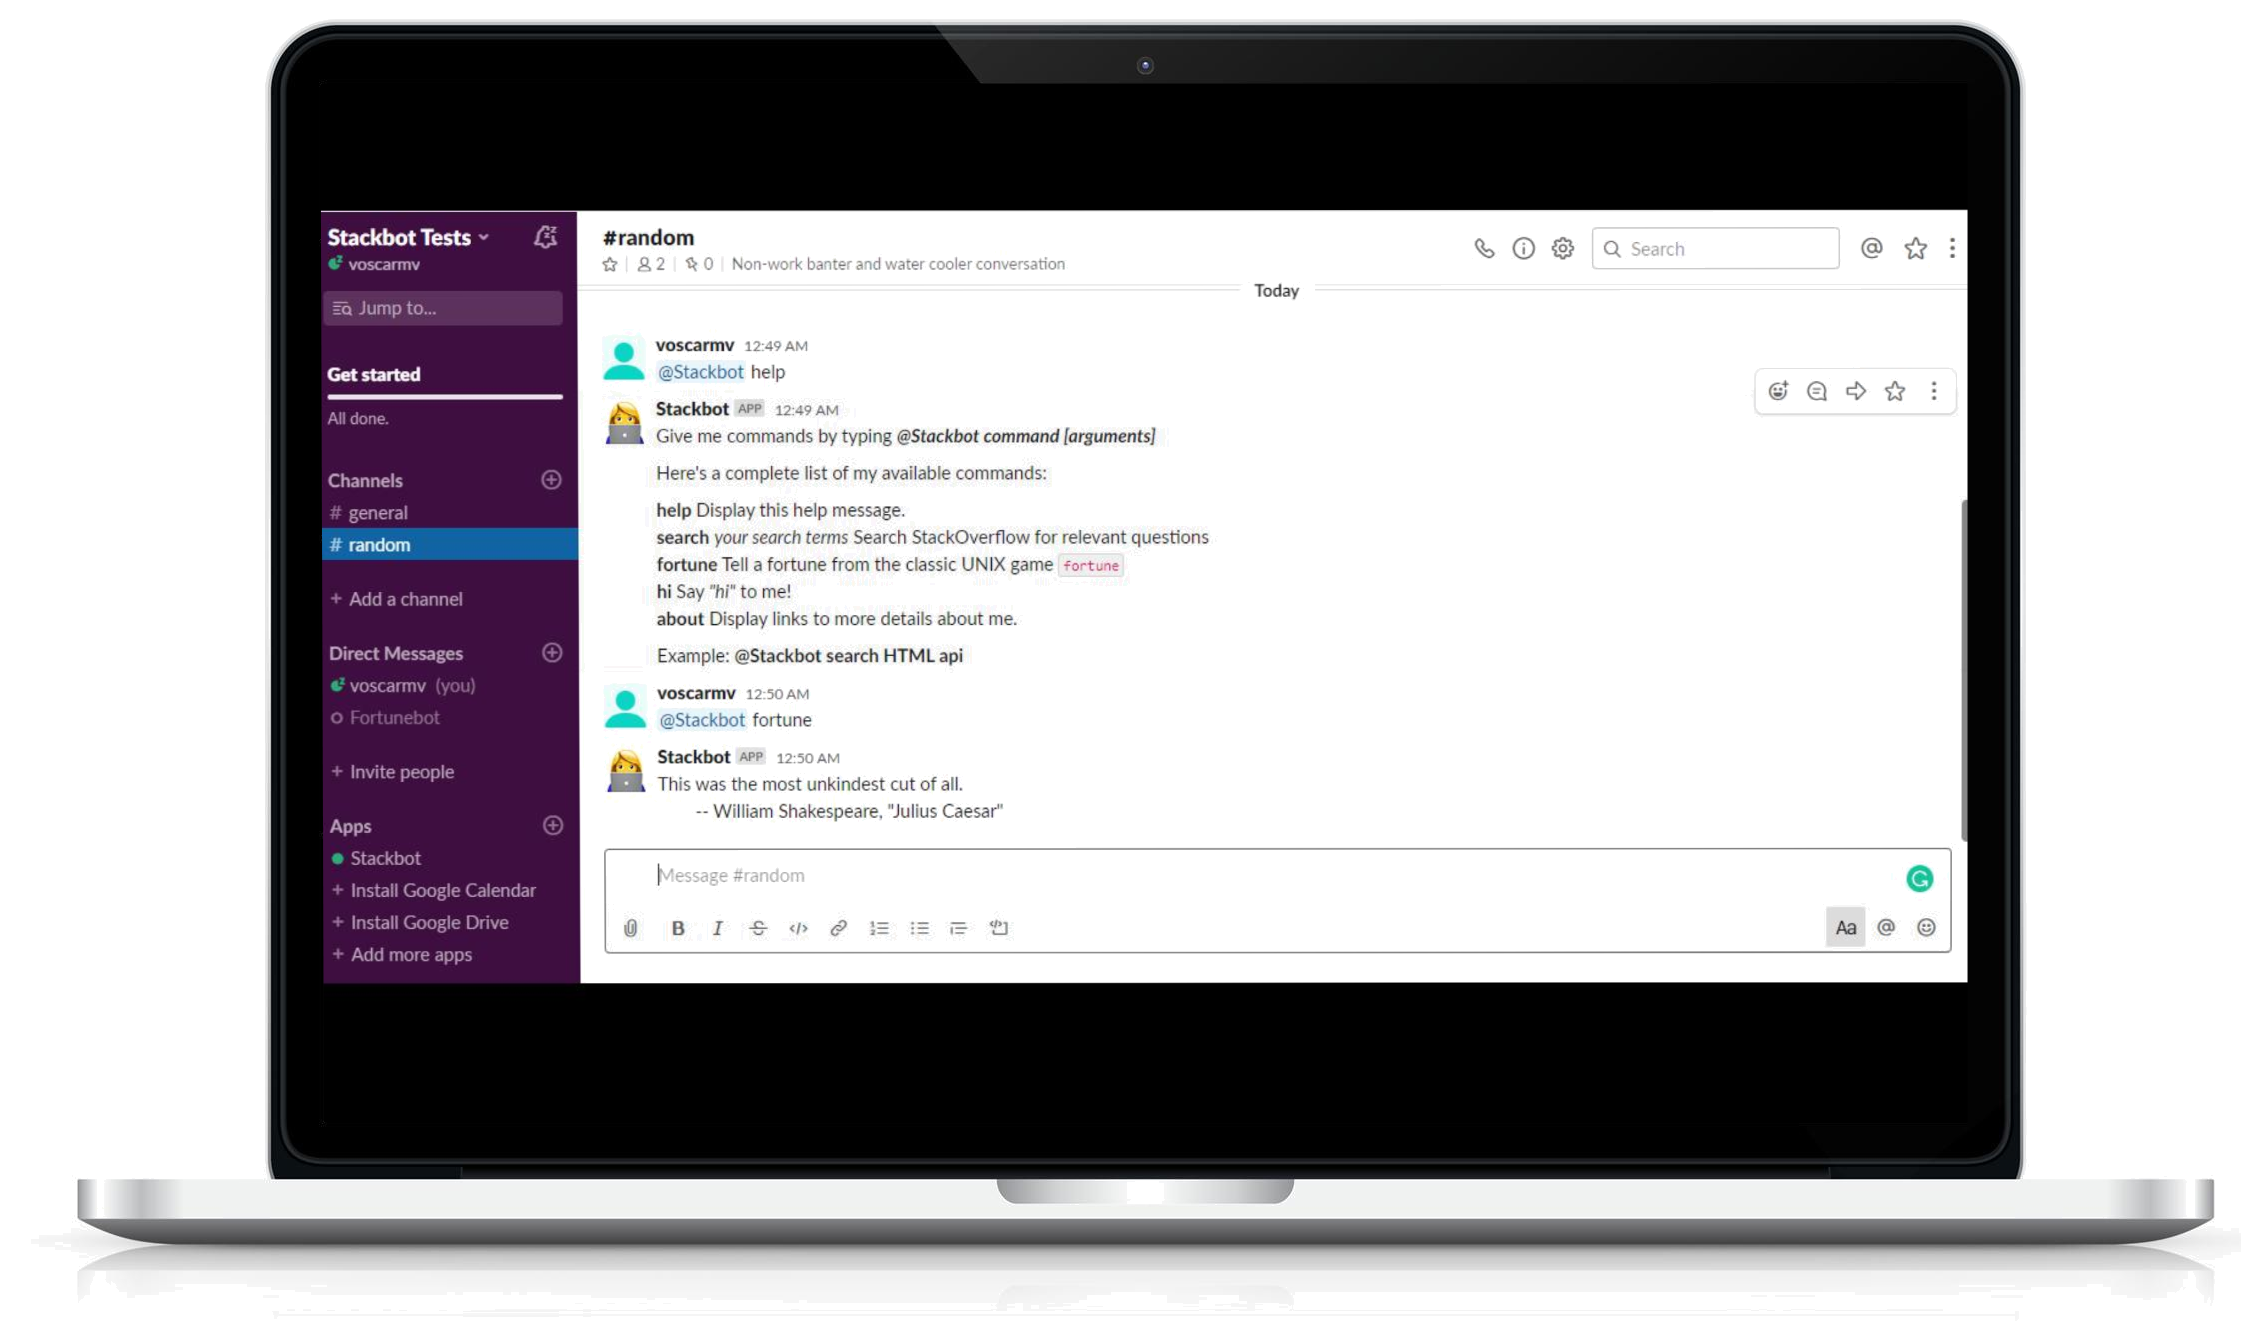 Stackbot Tests
voscarmv
Jump to...
Get started
All done.
Channels
# general
# random
+ Add a channel
Direct Messages
voscarmv (you)
Fortunebot
+ Invite people
Apps
Stackbot
+ Install Google Calendar
+ Install Google Drive
+ Add more apps
#random
2 | 0 | Non-work banter and water cooler conversation
Search
Today
voscarmv 12:49 AM
@Stackbot help
Stackbot APP 12:49 AM
Give me commands by typing @Stackbot command [arguments]
Here's a complete list of my available commands:
help Display this help message.
search your search terms Search StackOverflow for relevant questions
fortune Tell a fortune from the classic UNIX game fortune
hi Say "hi" to me!
about Display links to more details about me.
Example: @Stackbot search HTML api
voscarmv 12:50 AM
@Stackbot fortune
Stackbot APP 12:50 AM
This was the most unkindest cut of all.
-- William Shakespeare, "Julius Caesar"
Message #random
B I S </>
Aa @